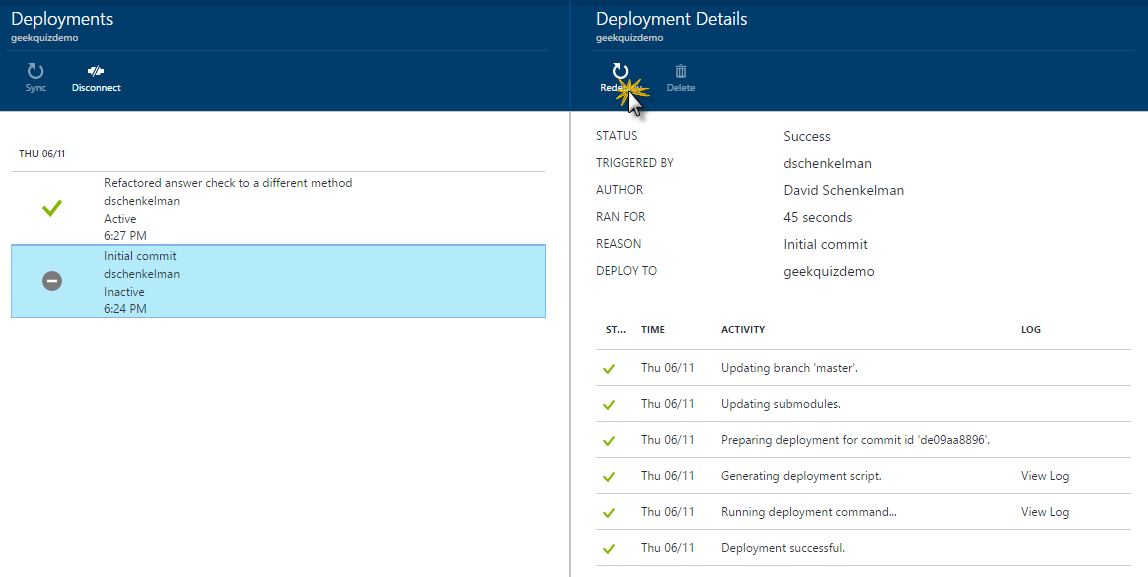 Deployments
geekquizdemo
Sync
Disconnect
THU 06/11
Refactored answer check to a different method
dschenkelman
Active
6:27 PM
Initial commit
dschenkelman
Inactive
6:24 PM
Deployment Details
geekquizdemo
Delete
STATUS Success
TRIGGERED BY dschenkelman
AUTHOR David Schenkelman
RAN FOR 45 seconds
REASON Initial commit
DEPLOY TO geekquizdemo
ST... TIME ACTIVITY LOG
Thu 06/11 Updating branch 'master'.
Thu 06/11 Updating submodules.
Thu 06/11 Preparing deployment for commit id 'de09aa8896'.
Thu 06/11 Generating deployment script. View Log
Thu 06/11 Running deployment command... View Log
Thu 06/11 Deployment successful.